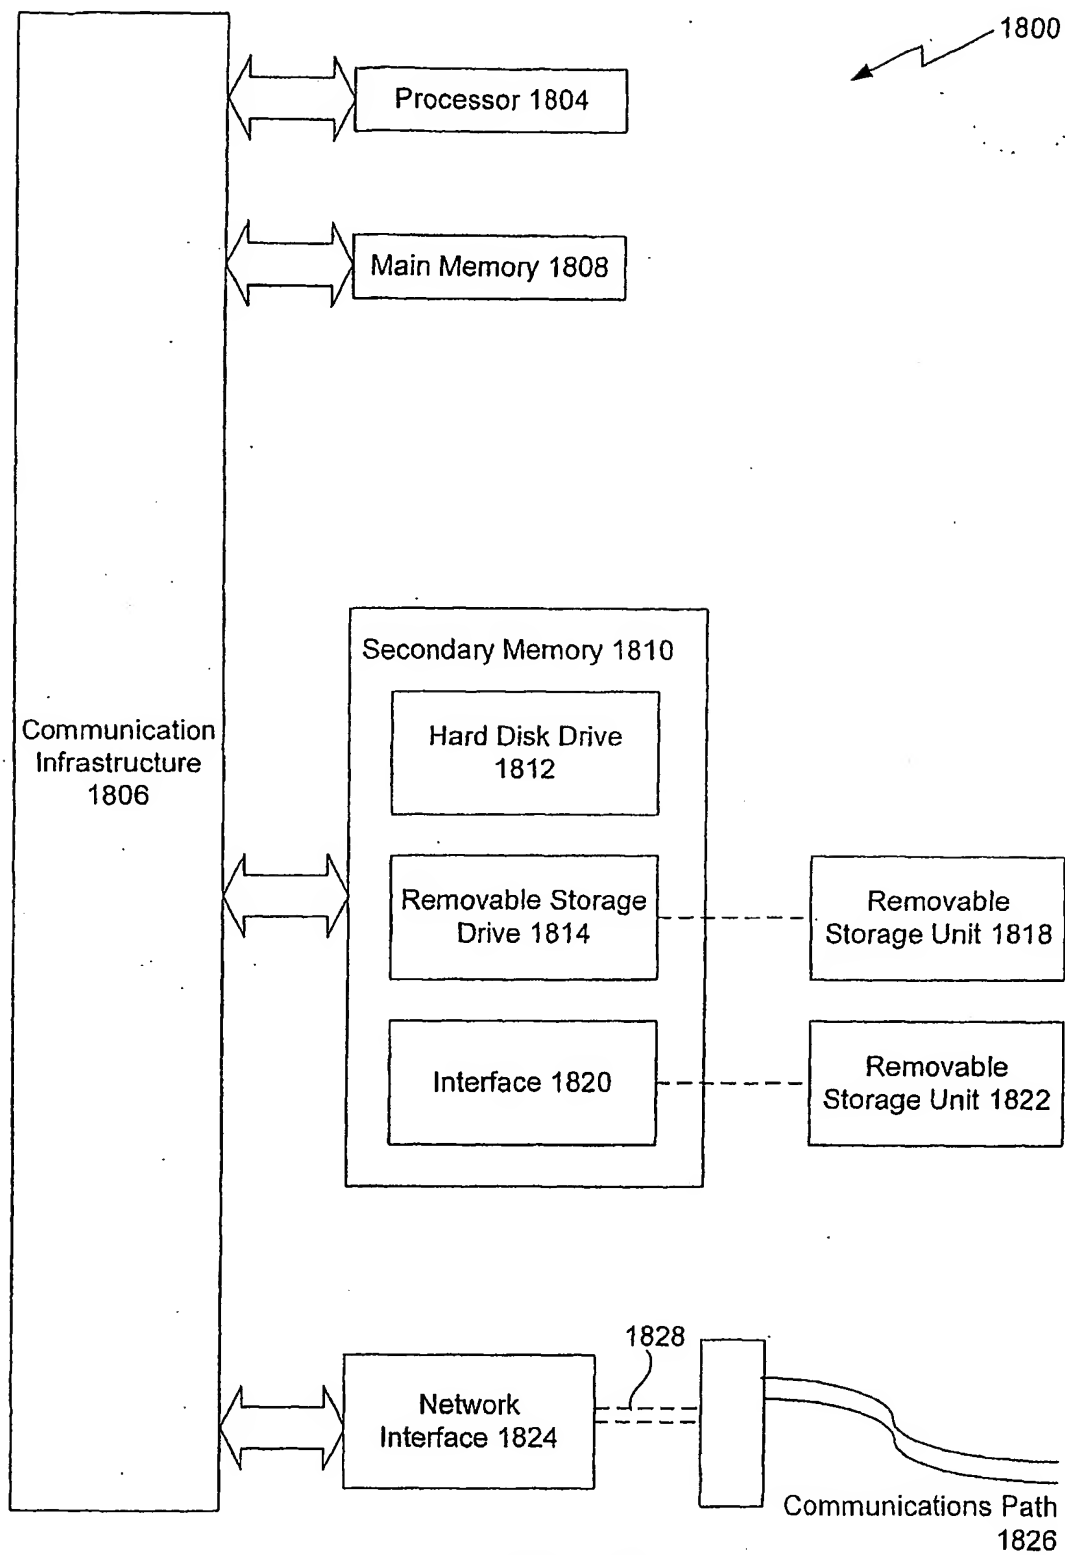 1800
Processor 1804
Main Memory 1808
Secondary Memory 1810
Hard Disk Drive
1812
Communication
Infrastructure
1806
Removable Storage
Drive 1814
Removable
Storage Unit 1818
Interface 1820
Removable
Storage Unit 1822
1828
Network
Interface 1824
Communications Path
1826